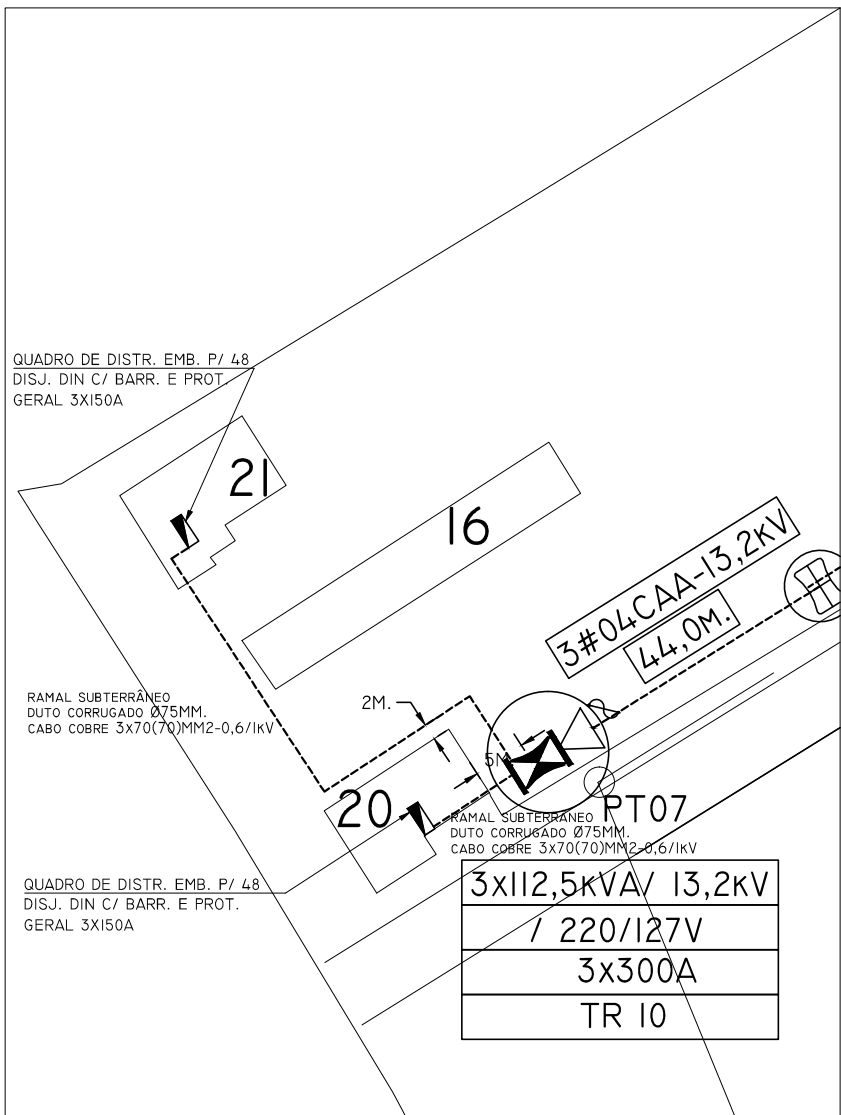 QUADRO DE DISTR. EMB. P/ 48
DISJ. DIN C/ BARR. E PROT.
GERAL 3X150A
21
16
3#04CAA-13,2KV
44,0M.
RAMAL SUBTERRÂNEO
DUTO CORRUGADO Ø75MM.
CABO COBRE 3x70(70)MM2-0,6/1KV
2M.
5M.
20
PT07
RAMAL SUBTERRÂNEO
DUTO CORRUGADO Ø75MM.
CABO COBRE 3x70(70)MM2-0,6/1KV
QUADRO DE DISTR. EMB. P/ 48
DISJ. DIN C/ BARR. E PROT.
GERAL 3X150A
3x112,5KVA/ 13,2KV
/ 220/127V
3x300A
TR 10